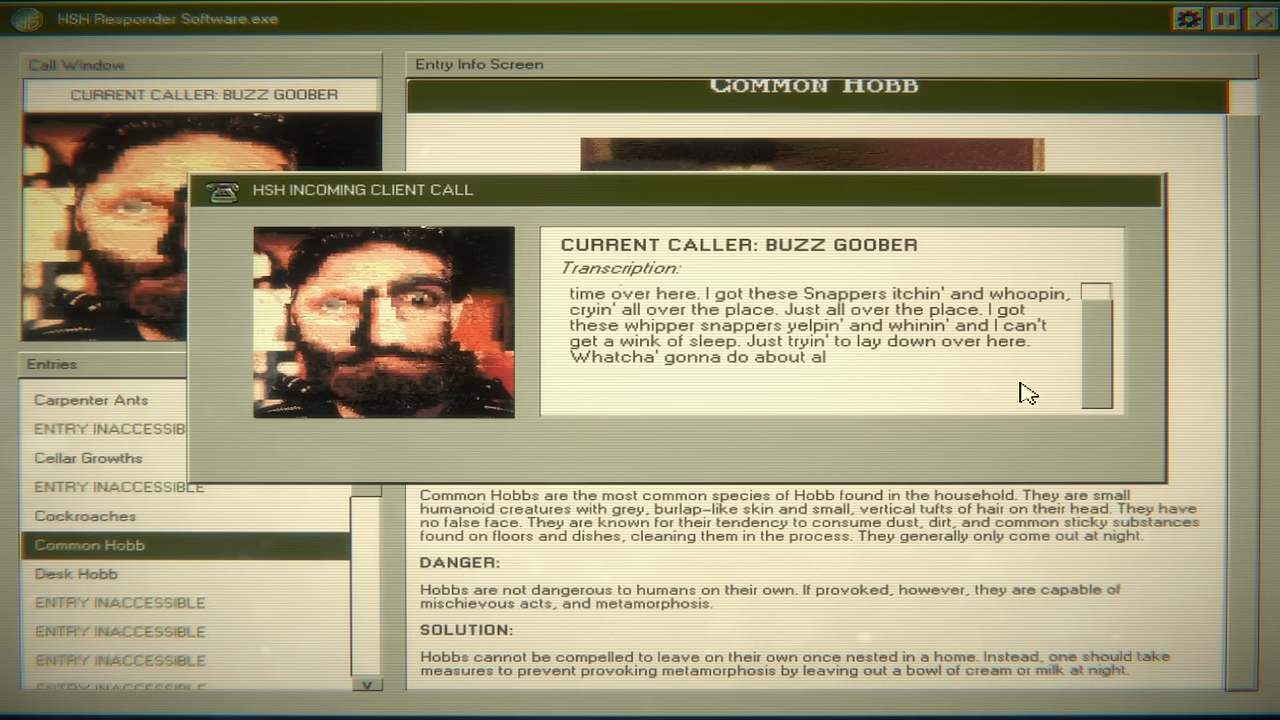 HSH Responder Software.exe
Call Window
CURRENT CALLER: BUZZ GOOBER
Entry Info Screen
COMMON HOBB
HSH INCOMING CLIENT CALL
CURRENT CALLER: BUZZ GOOBER
Transcription:
time over here. I got these Snappers itchin' and whoopin,
cryin' all over the place. Just all over the place. I got
these whipper snappers yelpin' and whinin' and I can't
get a wink of sleep. Just tryin' to lay down over here.
Whatcha' gonna do about al
Entries
Carpenter Ants
ENTRY INACCESSIB
Cellar Growths
ENTRY INACCESSIBLE
Cockroaches
Common Hobb
Desk Hobb
ENTRY INACCESSIBLE
ENTRY INACCESSIBLE
ENTRY INACCESSIBLE
ENTRY INACCESSIBLE
Common Hobbs are the most common species of Hobb found in the household. They are small
humanoid creatures with grey, burlap-like skin and small, vertical tufts of hair on their head. They have
no false face. They are known for their tendency to consume dust, dirt, and common sticky substances
found on floors and dishes, cleaning them in the process. They generally only come out at night.
DANGER:
Hobbs are not dangerous to humans on their own. If provoked, however, they are capable of
mischievous acts, and metamorphosis.
SOLUTION:
Hobbs cannot be compelled to leave on their own once nested in a home. Instead, one should take
measures to prevent provoking metamorphosis by leaving out a bowl of cream or milk at night.